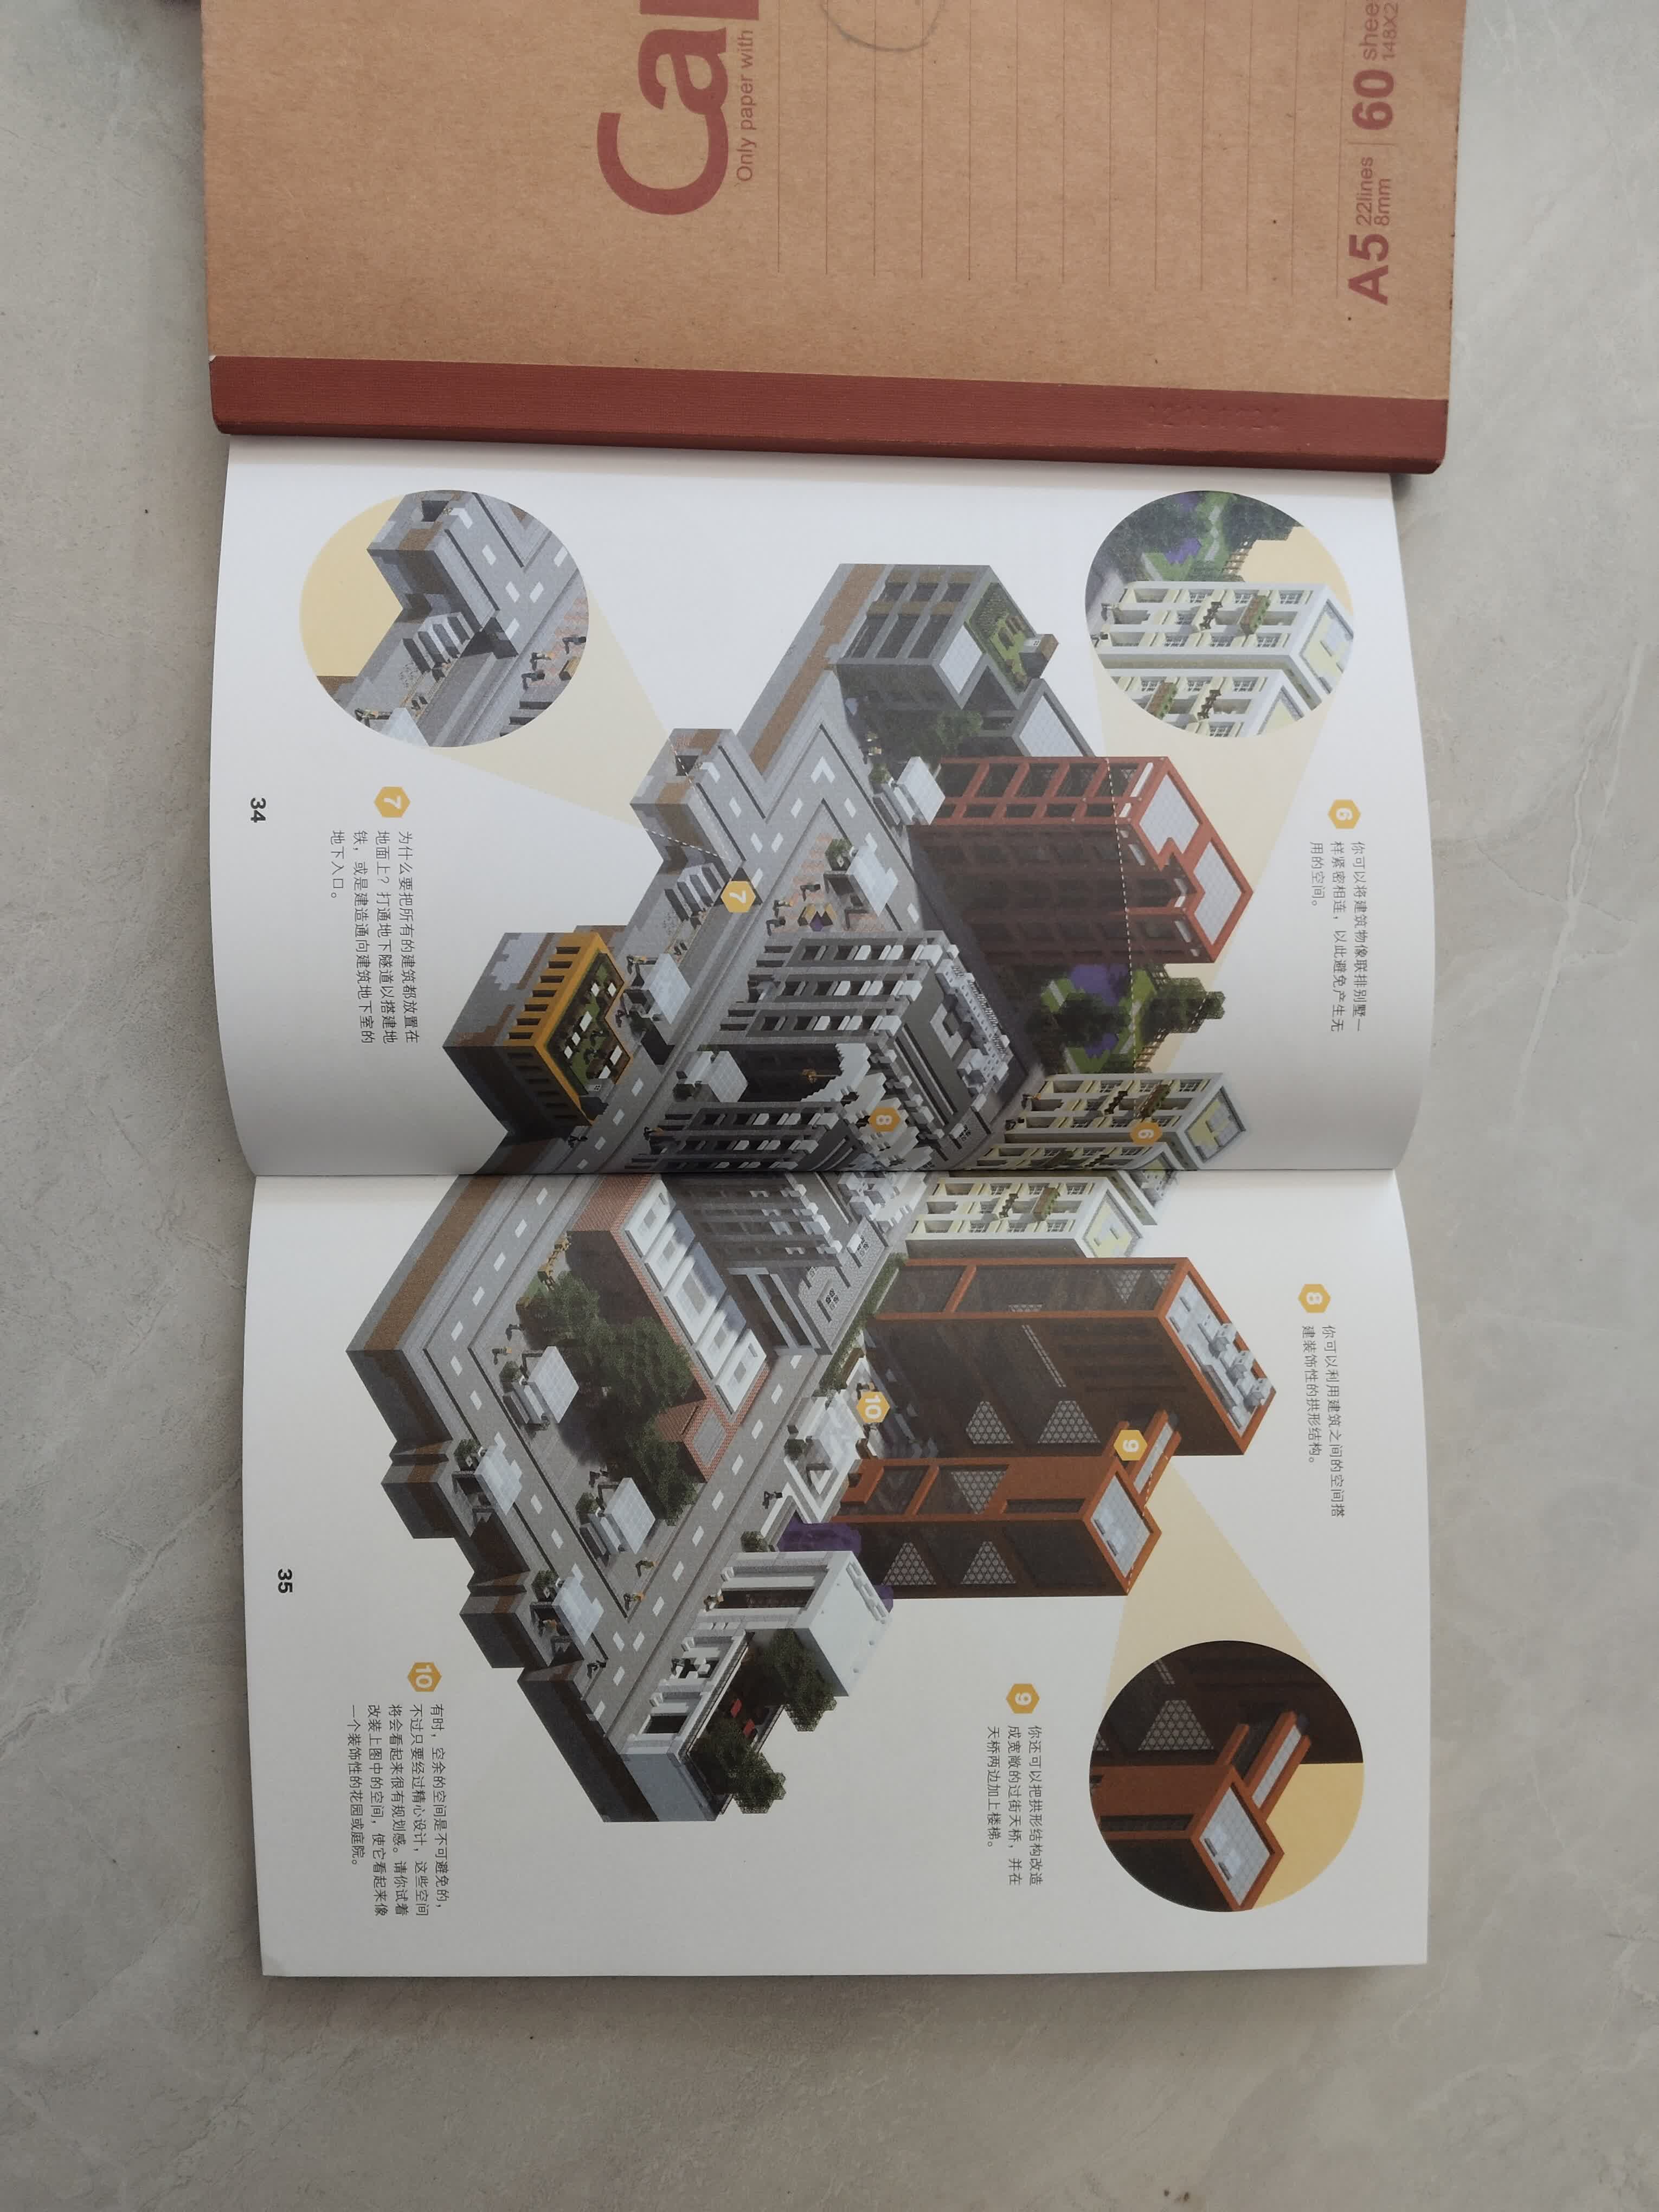 Ca
Only paper with
A5
22lines
8mm
60
148X2
6
你可以将建筑物像联排别墅一
样紧密相连，以此避免产生无
用的空间。
7
为什么要把所有的建筑都放置在
地面上？打通地下隧道以搭建地
铁，或是建造通向建筑地下室的
地下入口。
7
8
6
34
8
你可以利用建筑之间的空间搭
建装饰性的拱形结构。
9
你还可以把拱形结构改造
成宽敞的过街天桥，并在
天桥两边加上楼梯。
10
有时，空余的空间是不可避免的，
不过只要经过精心设计，这些空间
将会看起来很有规划感。请你试着
改装上图中的空间，使它看起来像
一个装饰性的花园或庭院。
10
9
35